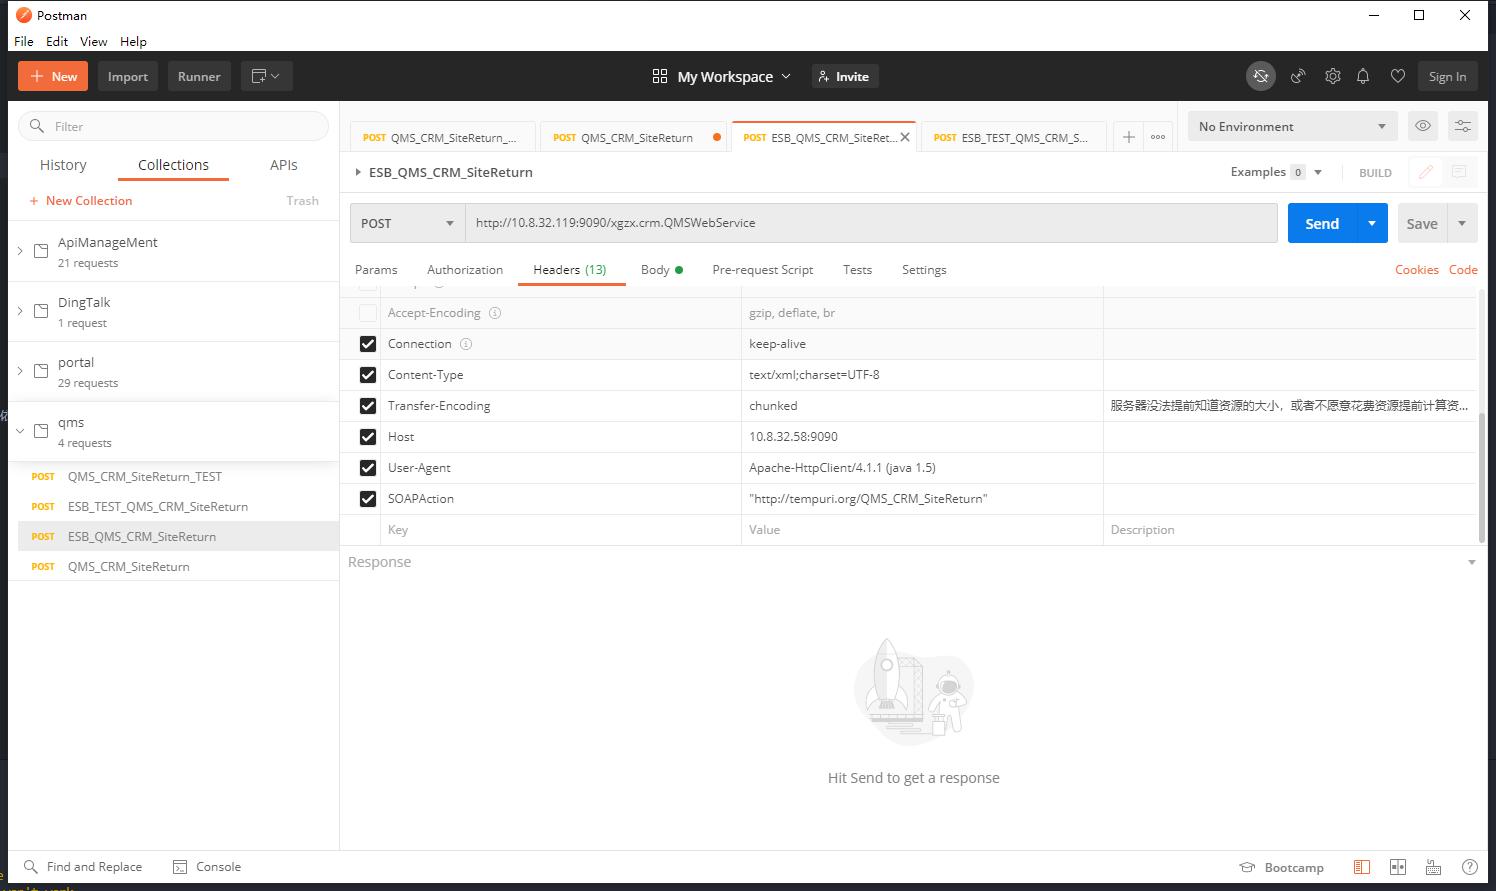 Postman
File Edit View Help
New Import Runner My Workspace Invite Sign In
Filter
History Collections APIs
+ New Collection Trash
ApiManageMent
21 requests
DingTalk
1 request
portal
29 requests
qms
4 requests
POST QMS_CRM_SiteReturn_TEST
POST ESB_TEST_QMS_CRM_SiteReturn
POST ESB_QMS_CRM_SiteReturn
POST QMS_CRM_SiteReturn
POST QMS_CRM_SiteReturn_... POST QMS_CRM_SiteReturn POST ESB_QMS_CRM_SiteRet... POST ESB_TEST_QMS_CRM_S... No Environment
ESB_QMS_CRM_SiteReturn Examples 0 BUILD
POST http://10.8.32.119:9090/xgzx.crm.QMSWebService Send Save
Params Authorization Headers (13) Body Pre-request Script Tests Settings Cookies Code
Accept-Encoding gzip, deflate, br
Connection keep-alive
Content-Type text/xml;charset=UTF-8
Transfer-Encoding chunked 服务器没法提前知道资源的大小，或者不愿意花费资源提前计算资...
Host 10.8.32.58:9090
User-Agent Apache-HttpClient/4.1.1 (java 1.5)
SOAPAction "http://tempuri.org/QMS_CRM_SiteReturn"
Key Value Description
Response
Hit Send to get a response
Find and Replace Console Bootcamp